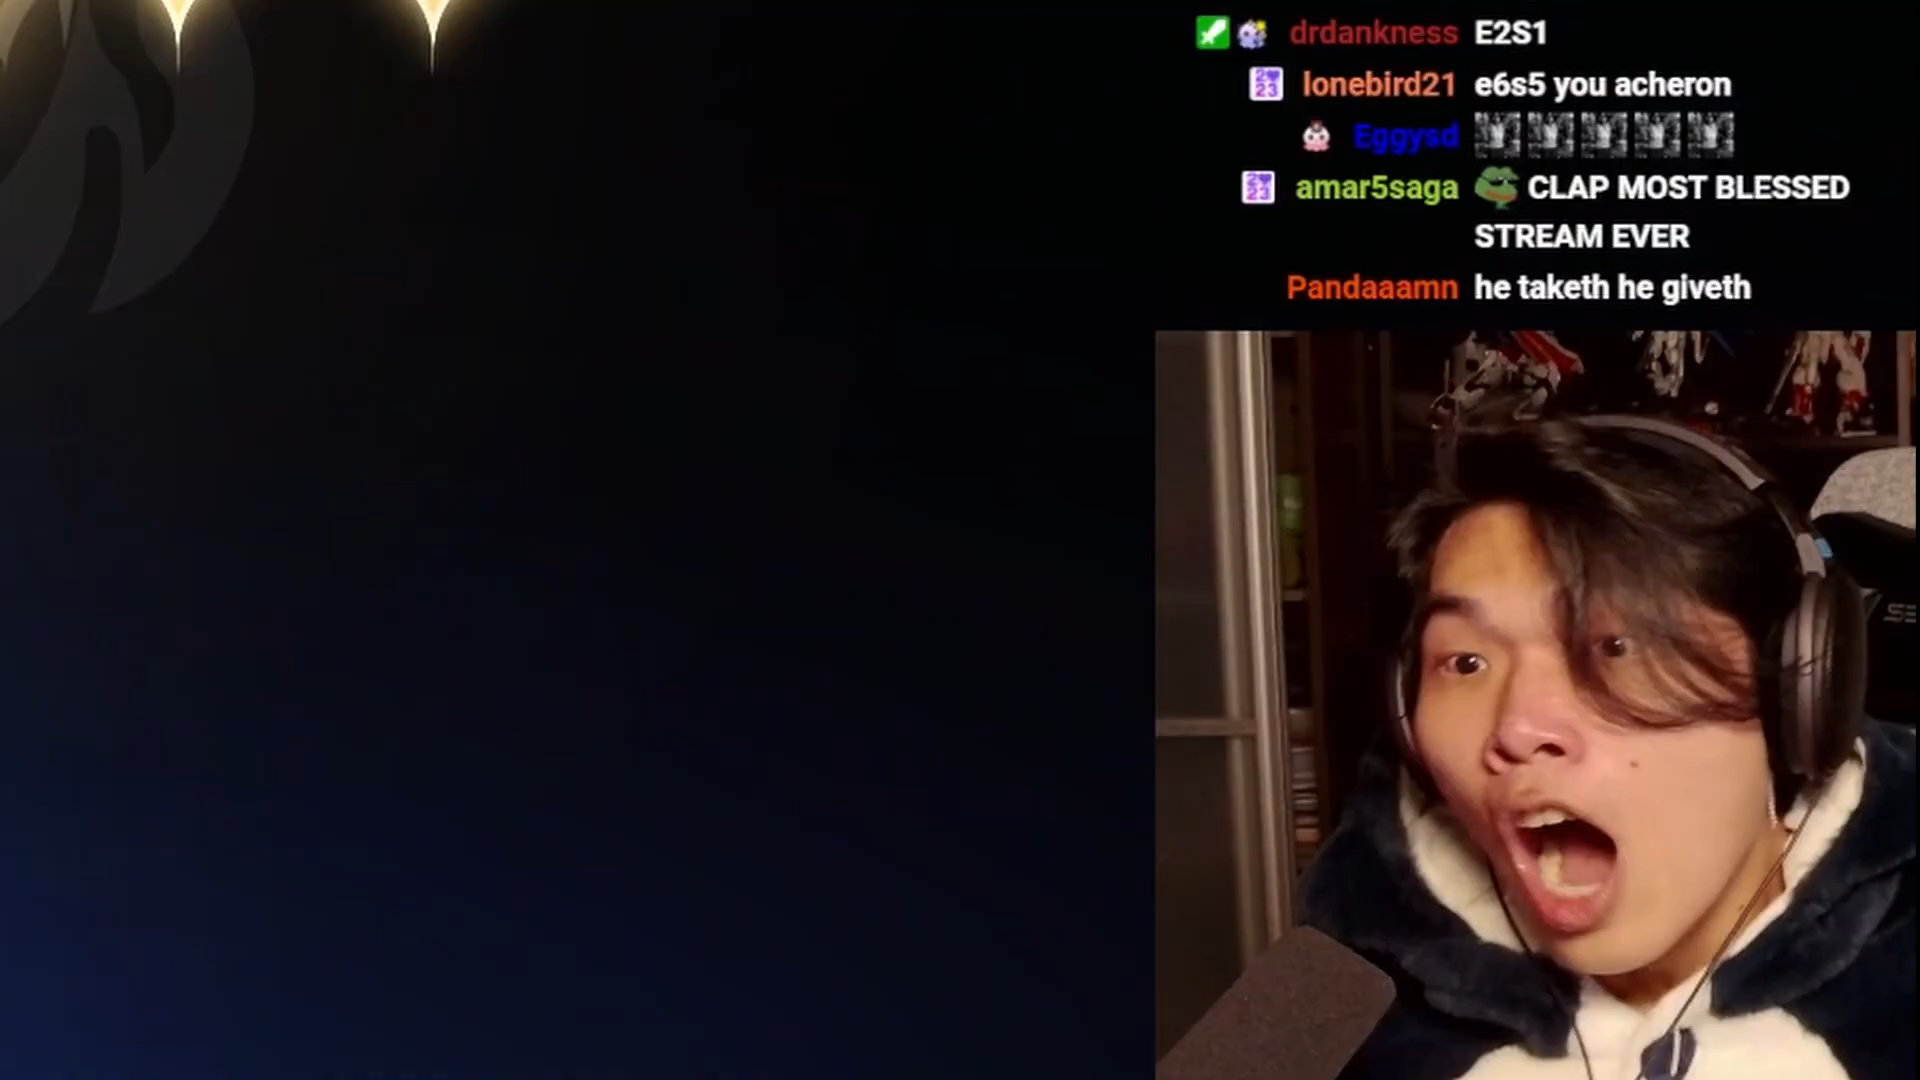 drdankness E2S1
lonebird21 e6s5 you acheron
Eggysd
amar5saga CLAP MOST BLESSED
STREAM EVER
Pandaaamn he taketh he giveth